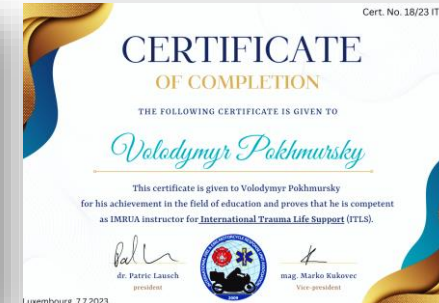 Cert. No. 18/23 IT
CERTIFICATE
OF COMPLETION
THE FOLLOWING CERTIFICATE IS GIVEN TO
Volodymyr Pokhmursky
This certificate is given to Volodymyr Pokhmursky
for his achievement in the field of education and proves that he is competent
as IMRUA instructor for International Trauma Life Support (ITLS).
dr. Patric Lausch
president
2009
mag. Marko Kukovec
Vice-president
Luxembourg, 7.7.2023